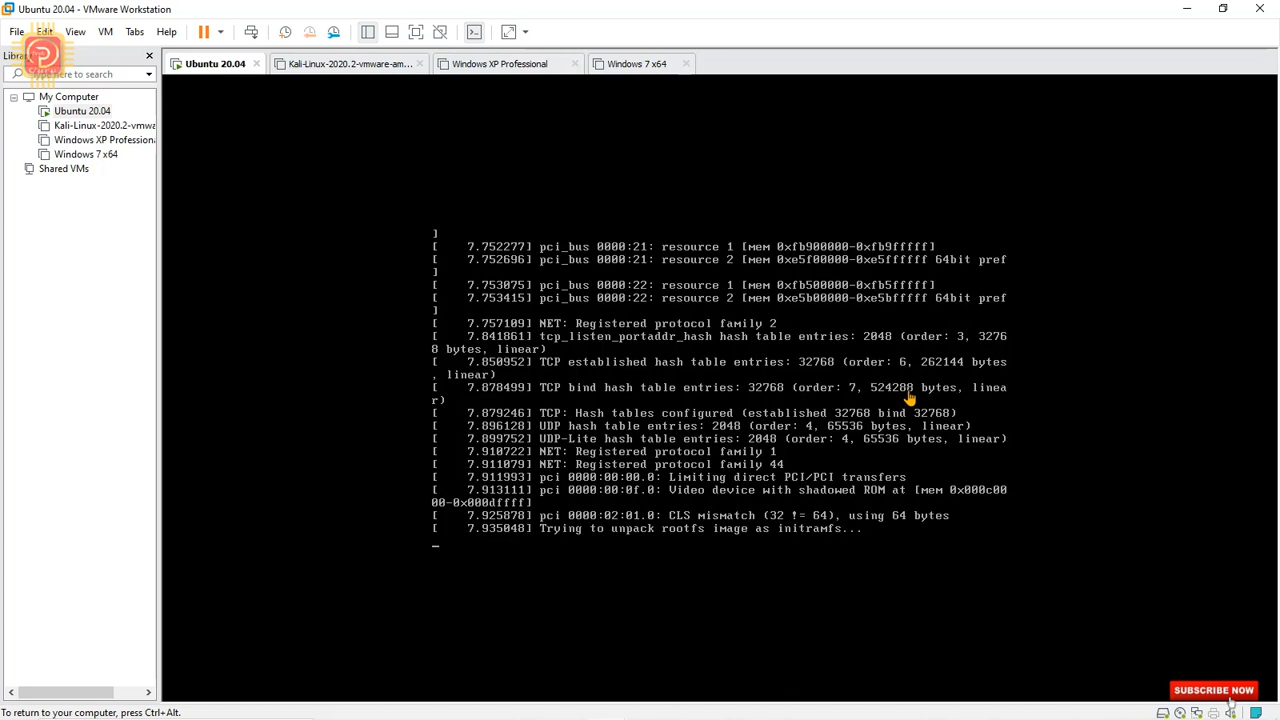 Ubuntu 20.04 - VMware Workstation
File Edit View VM Tabs Help
Type here to search
My Computer
Ubuntu 20.04
Kali-Linux-2020.2-vmwa
Windows XP Professiona
Windows 7 x64
Shared VMs
Ubuntu 20.04 Kali-Linux-2020.2-vmware-am... Windows XP Professional Windows 7 x64
]
[ 7.752277] pci_bus 0000:21: resource 1 [mem 0xfb900000-0xfb9fffff]
[ 7.752696] pci_bus 0000:21: resource 2 [mem 0xe5f00000-0xe5ffffff 64bit pref
]
[ 7.753075] pci_bus 0000:22: resource 1 [mem 0xfb500000-0xfb5fffff]
[ 7.753415] pci_bus 0000:22: resource 2 [mem 0xe5b00000-0xe5bfffff 64bit pref
]
[ 7.757109] NET: Registered protocol family 2
[ 7.841861] tcp_listen_portaddr_hash hash table entries: 2048 (order: 3, 3276
8 bytes, linear)
[ 7.850952] TCP established hash table entries: 32768 (order: 6, 262144 bytes
, linear)
[ 7.878499] TCP bind hash table entries: 32768 (order: 7, 524288 bytes, linea
r)
[ 7.879246] TCP: Hash tables configured (established 32768 bind 32768)
[ 7.896128] UDP hash table entries: 2048 (order: 4, 65536 bytes, linear)
[ 7.899752] UDP-Lite hash table entries: 2048 (order: 4, 65536 bytes, linear)
[ 7.910722] NET: Registered protocol family 1
[ 7.911079] NET: Registered protocol family 44
[ 7.911993] pci 0000:00:00.0: Limiting direct PCI/PCI transfers
[ 7.913111] pci 0000:00:0f.0: Video device with shadowed ROM at [mem 0x000c00
00-0x000dffff]
[ 7.925878] pci 0000:02:01.0: CLS mismatch (32 != 64), using 64 bytes
[ 7.935048] Trying to unpack rootfs image as initramfs...
SUBSCRIBE NOW
To return to your computer, press Ctrl+Alt.